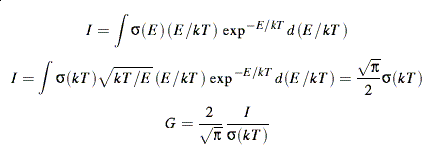 I = ∫ σ(E) (E/kT) exp^{-E/kT} d(E/kT)
I = ∫ σ(kT) √(kT/E) (E/kT) exp^{-E/kT} d(E/kT) = √π/2 σ(kT)
G = 2/√π I/σ(kT)